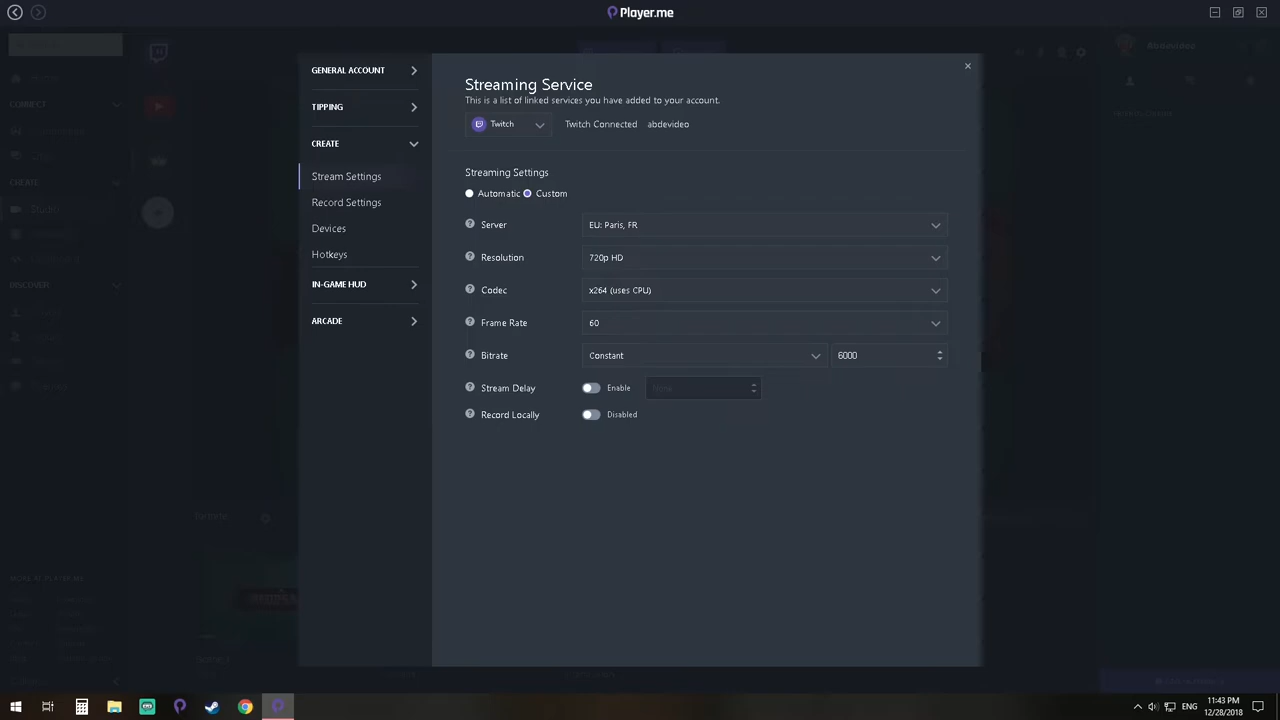 Player.me
GENERAL ACCOUNT
TIPPING
CREATE
Stream Settings
Record Settings
Devices
Hotkeys
IN-GAME HUD
ARCADE
Streaming Service
This is a list of linked services you have added to your account.
Twitch
Twitch Connected abdevideo
Streaming Settings
Automatic Custom
Server EU: Paris, FR
Resolution 720p HD
Codec x264 (uses CPU)
Frame Rate 60
Bitrate Constant 6000
Stream Delay Enable None
Record Locally Disabled
CONNECT
DISCOVER
ENG
11:43 PM
12/28/2018